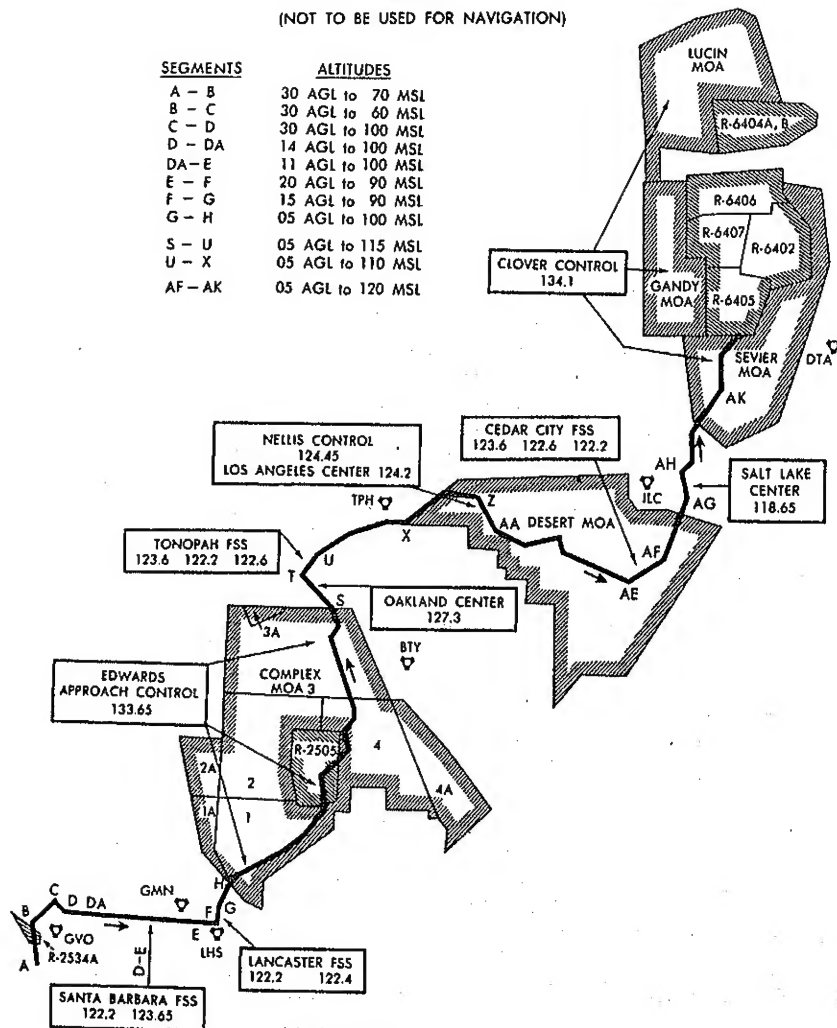 (NOT TO BE USED FOR NAVIGATION)
SEGMENTS ALTITUDES
A – B 30 AGL to 70 MSL
B – C 30 AGL to 60 MSL
C – D 30 AGL to 100 MSL
D – DA 14 AGL to 100 MSL
DA–E 11 AGL to 100 MSL
E – F 20 AGL to 90 MSL
F – G 15 AGL to 90 MSL
G – H 05 AGL to 100 MSL
S – U 05 AGL to 115 MSL
U – X 05 AGL to 110 MSL
AF–AK 05 AGL to 120 MSL
LUCIN
MOA
R-6404A, B
R-6406
R-6407
R-6402
CLOVER CONTROL
134.1
GANDY
MOA
R-6405
SEVIER
MOA
DTA
AK
NELLIS CONTROL
124.45
LOS ANGELES CENTER 124.2
CEDAR CITY FSS
123.6 122.6 122.2
AH
SALT LAKE
CENTER
118.65
ILC
AG
TPH
Z
X
AA DESERT MOA
AF
AE
TONOPAH FSS
123.6 122.2 122.6
U
T
S
OAKLAND CENTER
127.3
3A
BTY
EDWARDS
APPROACH CONTROL
133.65
COMPLEX
MOA 3
R-2505
4
2A
2
4A
1A
1
H
C
D DA
GMN
B
F
G
GVO
E
LHS
R-2534A
A
D–E
LANCASTER FSS
122.2 122.4
SANTA BARBARA FSS
122.2 123.65